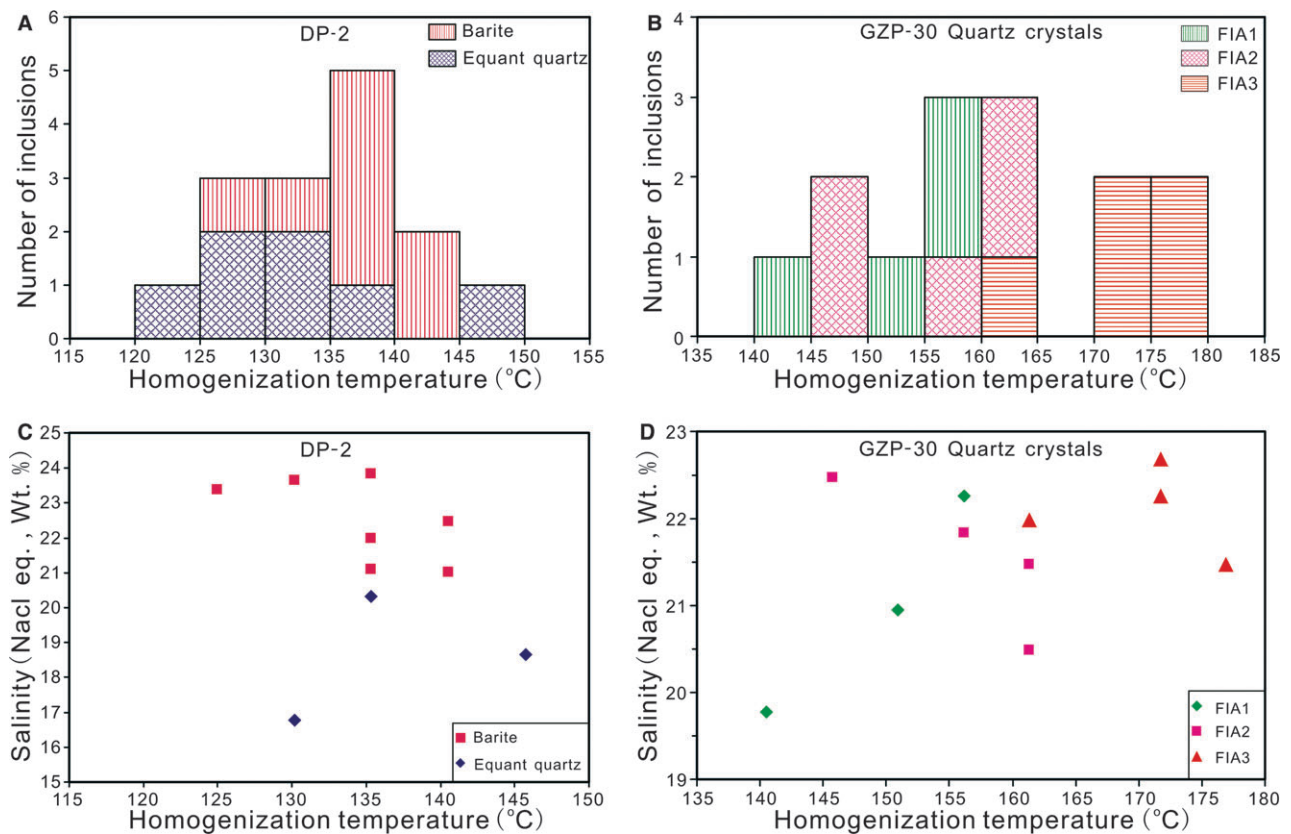 A
DP-2
Barite
Equant quartz
Number of inclusions
6
5
4
3
2
1
0
115 120 125 130 135 140 145 150 155
Homogenization temperature (°C)
B
GZP-30 Quartz crystals
FIA1
FIA2
FIA3
Number of inclusions
4
3
2
1
0
135 140 145 150 155 160 165 170 175 180 185
Homogenization temperature (°C)
C
DP-2
Salinity (Nacl eq., Wt. %)
25
24
23
22
21
20
19
18
17
16
15
Barite
Equant quartz
115 120 125 130 135 140 145 150
Homogenization temperature (°C)
D
GZP-30 Quartz crystals
Salinity (Nacl eq., Wt. %)
23
22
21
20
19
FIA1
FIA2
FIA3
135 140 145 150 155 160 165 170 175 180
Homogenization temperature (°C)